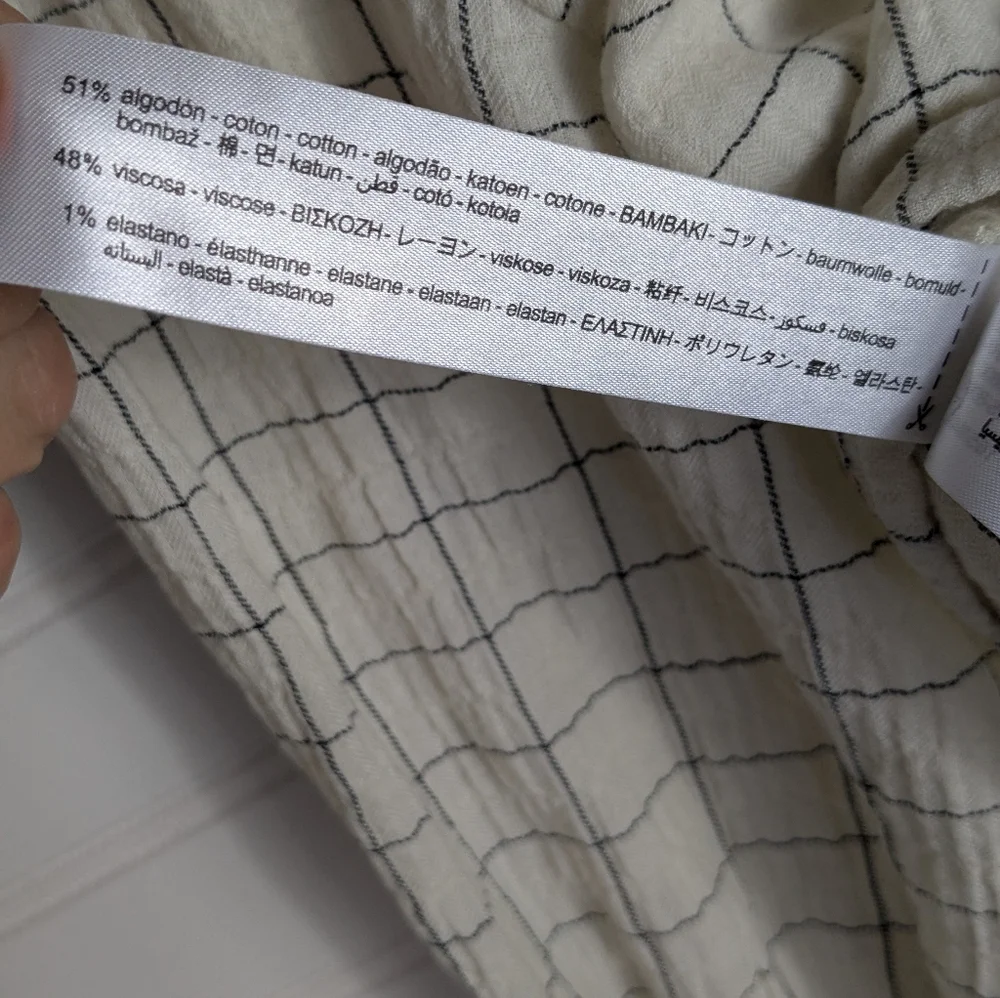 51% algodón - coton - cotton - algodão - katoen - cotone - BAMBAKI - コットン - baumwolle - bomuld -
bombaž - 棉 - 면 - katun - قطن - cotó - kotoia
48% viscosa - viscose - ΒΙΣΚΟΖΗ - レーヨン - viskose - viskoza - 粘纤 - 비스코스 - فسكوز - biskosa
1% elastano - élasthanne - elastane - elastaan - elastan - ΕΛΑΣΤΙΝΗ - ポリウレタン - 氨纶 - 엘라스탄 -
اليستانه - elastà - elastanoa